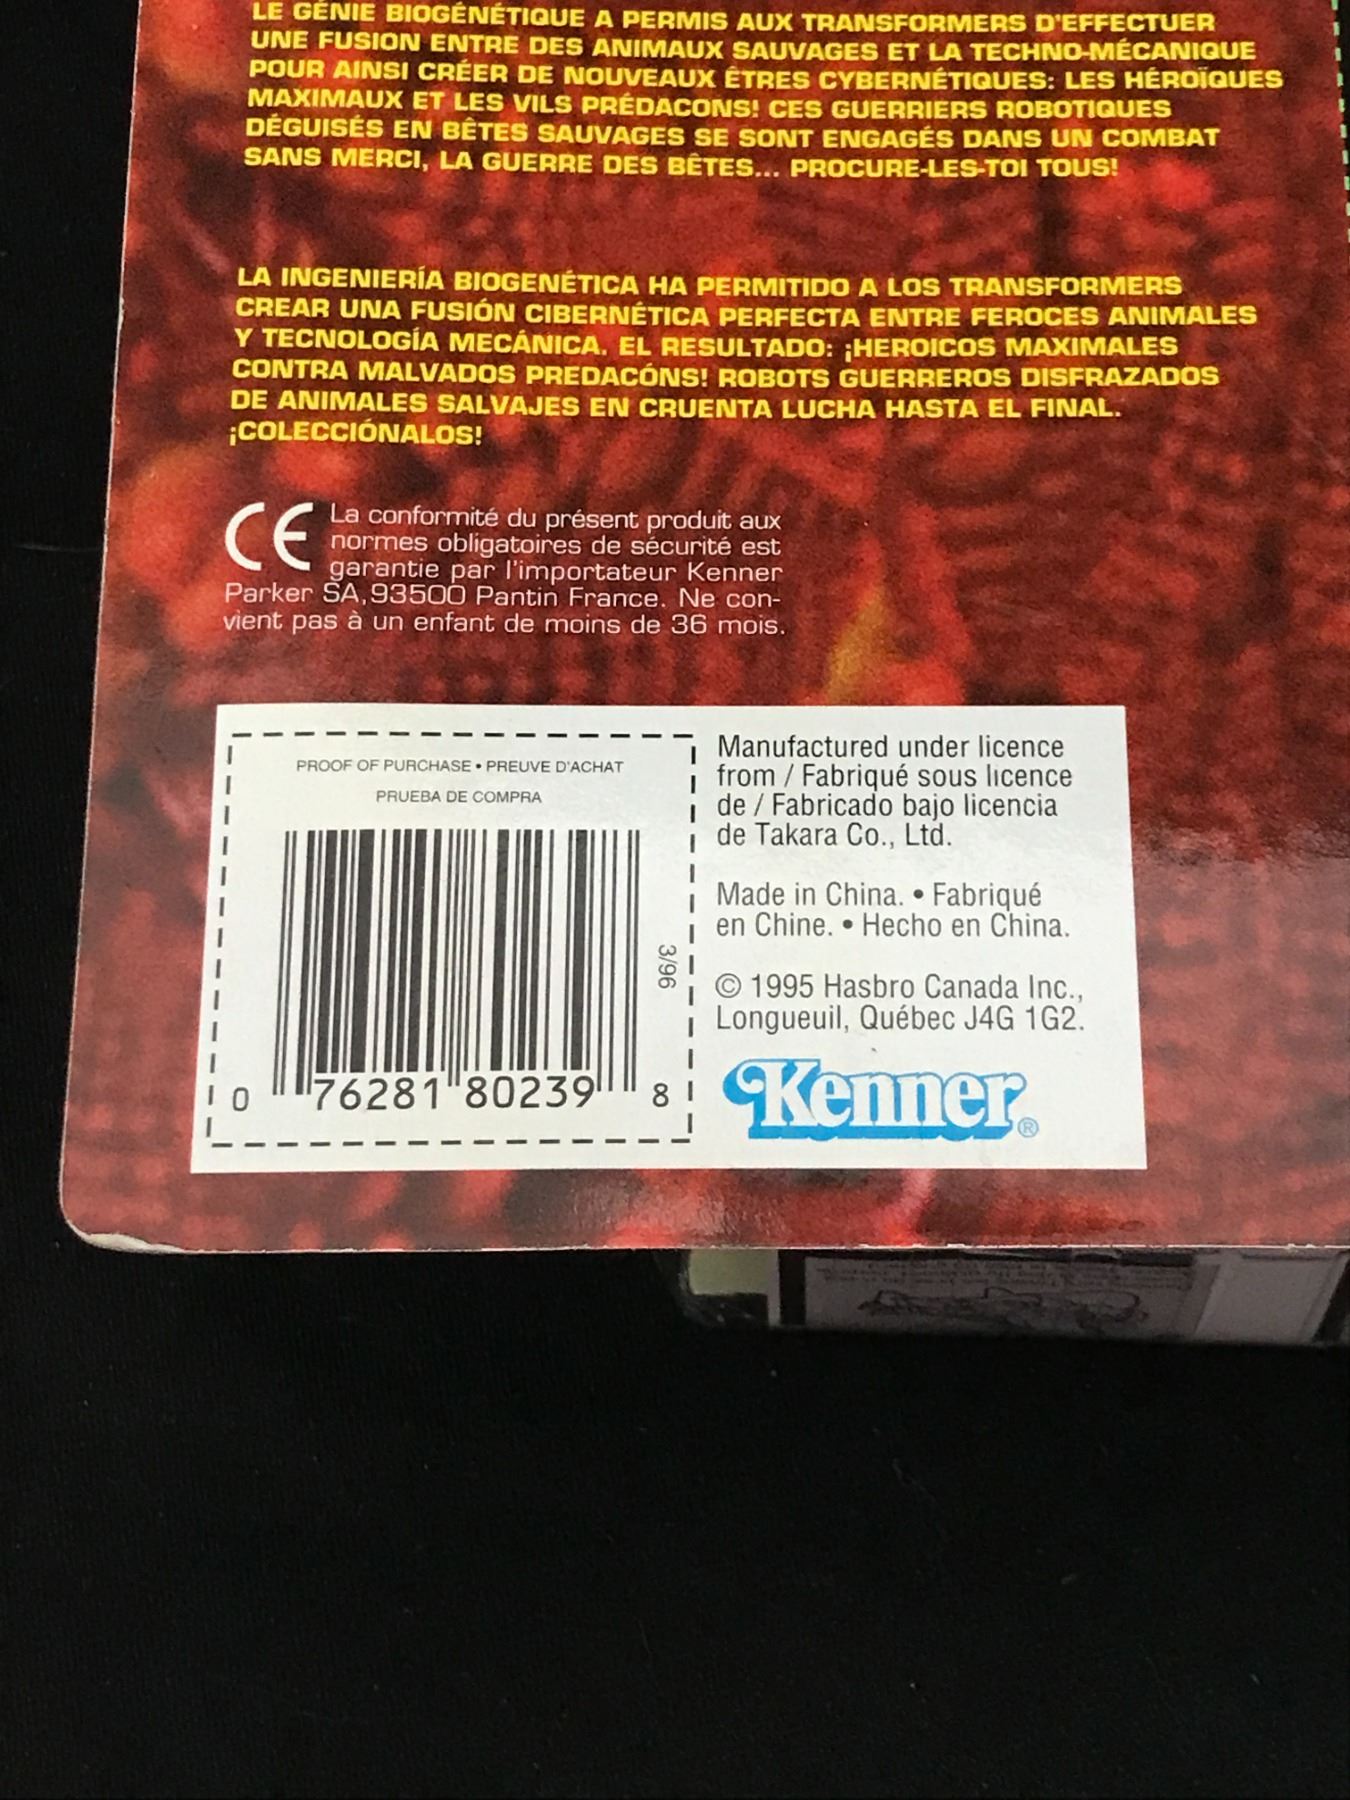 LE GÉNIE BIOGÉNÉTIQUE A PERMIS AUX TRANSFORMERS D'EFFECTUER
UNE FUSION ENTRE DES ANIMAUX SAUVAGES ET LA TECHNO-MÉCANIQUE
POUR AINSI CRÉER DE NOUVEAUX ÊTRES CYBERNÉTIQUES: LES HÉROÏQUES
MAXIMAUX ET LES VILS PRÉDACONS! CES GUERRIERS ROBOTIQUES
DÉGUISÉS EN BÊTES SAUVAGES SE SONT ENGAGÉS DANS UN COMBAT
SANS MERCI, LA GUERRE DES BÊTES... PROCURE-LES-TOI TOUS!
LA INGENIERÍA BIOGENÉTICA HA PERMITIDO A LOS TRANSFORMERS
CREAR UNA FUSIÓN CIBERNÉTICA PERFECTA ENTRE FEROCES ANIMALES
Y TECNOLOGÍA MECÁNICA. EL RESULTADO: ¡HEROICOS MAXIMALES
CONTRA MALVADOS PREDACÓNS! ROBOTS GUERREROS DISFRAZADOS
DE ANIMALES SALVAJES EN CRUENTA LUCHA HASTA EL FINAL.
¡COLECCIÓNALOS!
CE La conformité du présent produit aux
normes obligatoires de sécurité est
garantie par l'importateur Kenner
Parker SA,93500 Pantin France. Ne con-
vient pas à un enfant de moins de 36 mois.
PROOF OF PURCHASE • PREUVE D'ACHAT
PRUEBA DE COMPRA
3/96
0 76281 80239 8
Manufactured under licence
from / Fabriqué sous licence
de / Fabricado bajo licencia
de Takara Co., Ltd.
Made in China. • Fabriqué
en Chine. • Hecho en China.
© 1995 Hasbro Canada Inc.,
Longueuil, Québec J4G 1G2.
Kenner®